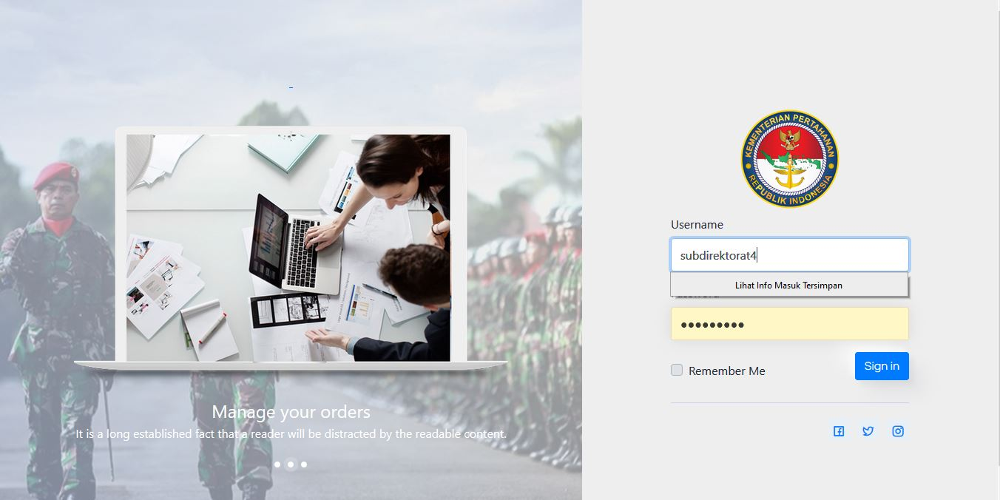 Manage your orders
It is a long established fact that a reader will be distracted by the readable content.
KEMENTERIAN PERTAHANAN
REPUBLIK INDONESIA
Username
subdirektorat4
Lihat Info Masuk Tersimpan
Remember Me
Sign in